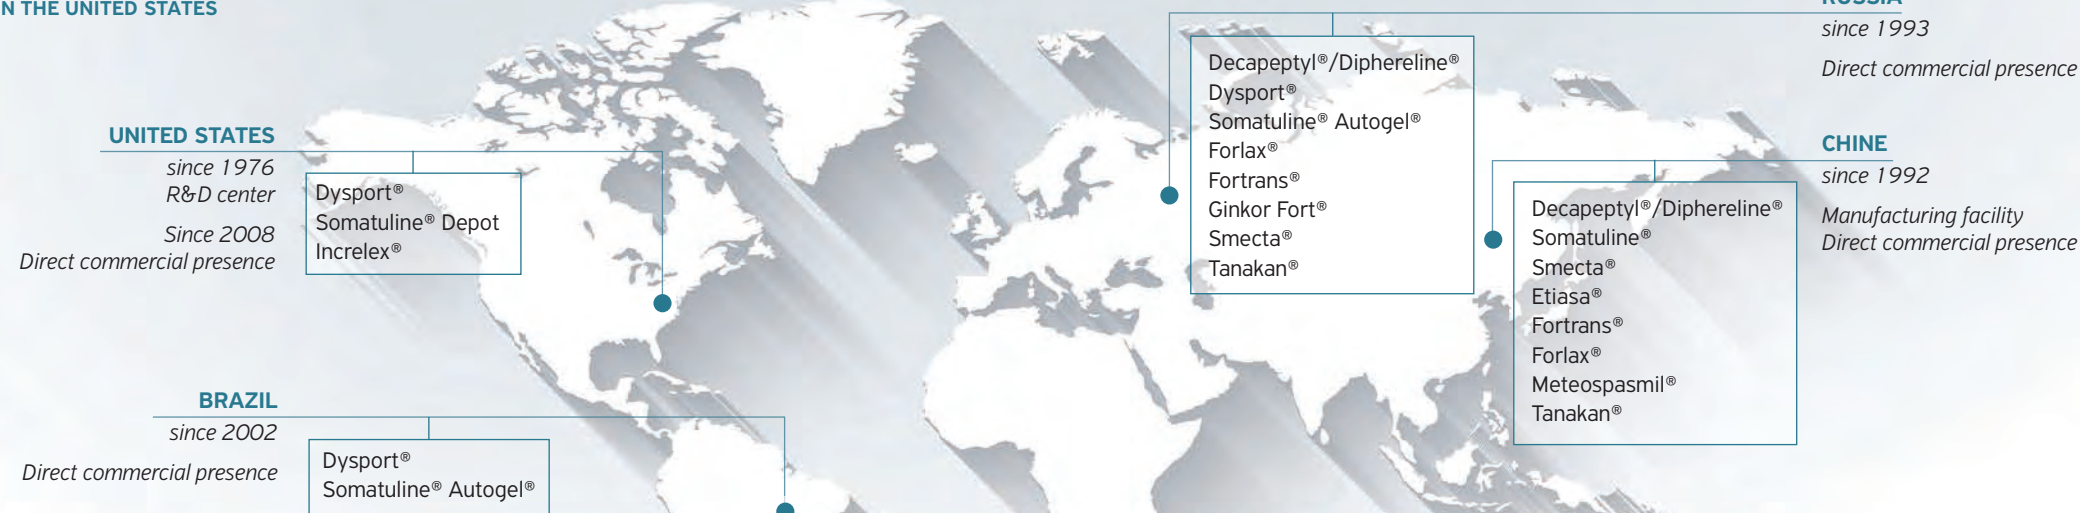 N THE UNITED STATES
UNITED STATES
since 1976
R&D center
Since 2008
Direct commercial presence
Dysport®
Somatuline® Depot
Increlex®
BRAZIL
since 2002
Direct commercial presence
Dysport®
Somatuline® Autogel®
RUSSIA
since 1993
Direct commercial presence
Decapeptyl®/Diphereline®
Dysport®
Somatuline® Autogel®
Forlax®
Fortrans®
Ginkor Fort®
Smecta®
Tanakan®
CHINE
since 1992
Manufacturing facility
Direct commercial presence
Decapeptyl®/Diphereline®
Somatuline®
Smecta®
Etiasa®
Fortrans®
Forlax®
Meteospasmil®
Tanakan®